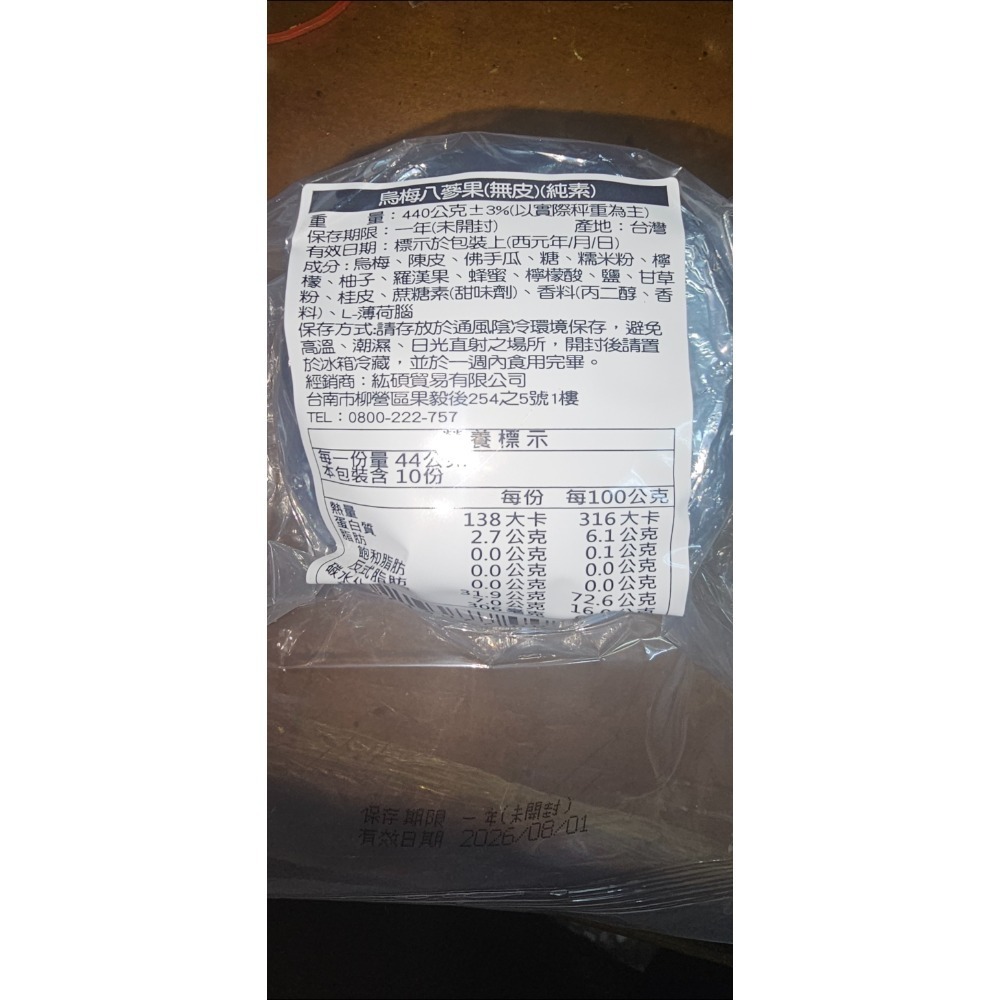 烏梅八蔘果(無皮)(純素)
重 量：440公克±3%(以實際秤重為主)
保存期限：一年(未開封) 產地：台灣
有效日期：標示於包裝上(西元年/月/日)
成分：烏梅、陳皮、佛手瓜、糖、糯米粉、檸
檬、柚子、羅漢果、蜂蜜、檸檬酸、鹽、甘草
粉、桂皮、蔗糖素(甜味劑)、香料(丙二醇、香
料)、L-薄荷腦
保存方式:請存放於通風陰冷環境保存，避免
高溫、潮濕、日光直射之場所，開封後請置
於冰箱冷藏，並於一週內食用完畢。
經銷商：紘碩貿易有限公司
台南市柳營區果毅後254之5號1樓
TEL：0800-222-757
養標示
每一份量 44公
本包裝含 10份
每份 每100公克
熱量 138大卡 316大卡
蛋白質 2.7公克 6.1公克
脂肪 0.0公克 0.1公克
飽和脂肪 0.0公克 0.0公克
反式脂肪 0.0公克 0.0公克
碳水 31.9公克 72.6公克
7.0公克
保存期限 一年(未開封)
有效日期 2026/08/01